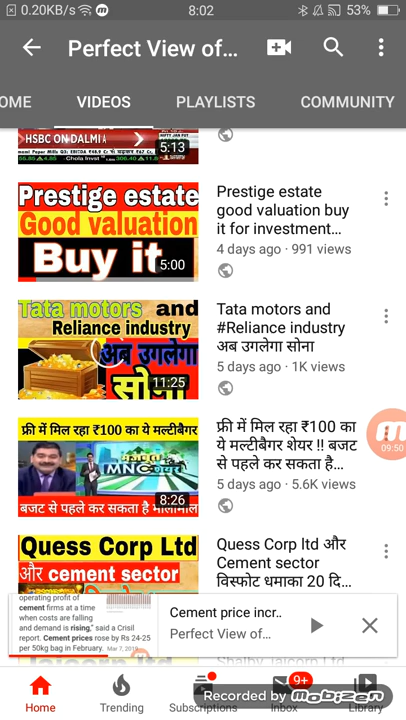 0.20KB/s 8:02 53%
Perfect View of...
OME VIDEOS PLAYLISTS COMMUNITY
HSBC ON DALMI
5:13
Prestige estate
Good valuation
Buy it
5:00
Prestige estate
good valuation buy
it for investment...
4 days ago · 991 views
Tata motors and
Reliance industry
अब उगलेगा
सोना
11:25
Tata motors and
#Reliance industry
अब उगलेगा सोना
5 days ago · 1K views
फ्री में मिल रहा ₹100 का ये मल्टीबैगर
बजट से पहले कर सकता है मालामाल
8:26
फ्री में मिल रहा ₹100 का
ये मल्टीबैगर शेयर !! बजट
से पहले कर सकता है...
5 days ago · 5.6K views
09:50
Quess Corp Ltd
और cement sector
Quess Corp ltd और
Cement sector
विस्फोट धमाका 20 दि...
operating profit of
cement firms at a time
when costs are falling
and demand is rising," said a Crisil
report. Cement prices rose by Rs 24-25
per 50kg bag in February. Mar 7, 2019
Cement price incr..
Perfect View of...
Home Trending Subscriptions Inbox Library
9+
Recorded by mobizen